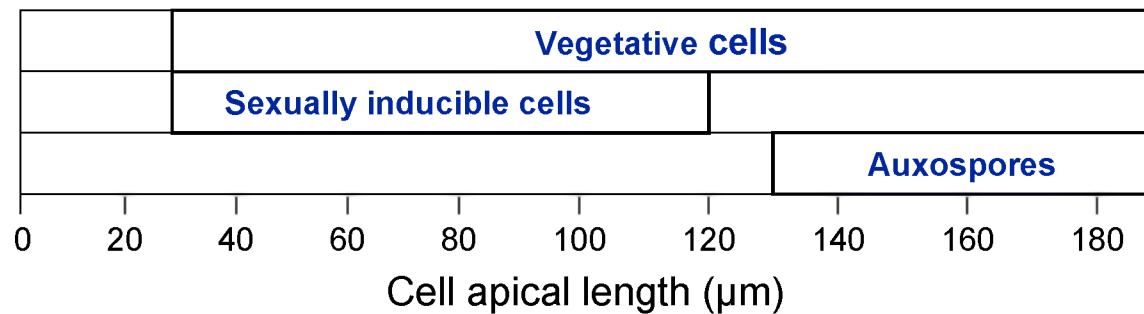 Vegetative cells
Sexually inducible cells
Auxospores
0 20 40 60 80 100 120 140 160 180
Cell apical length (μm)